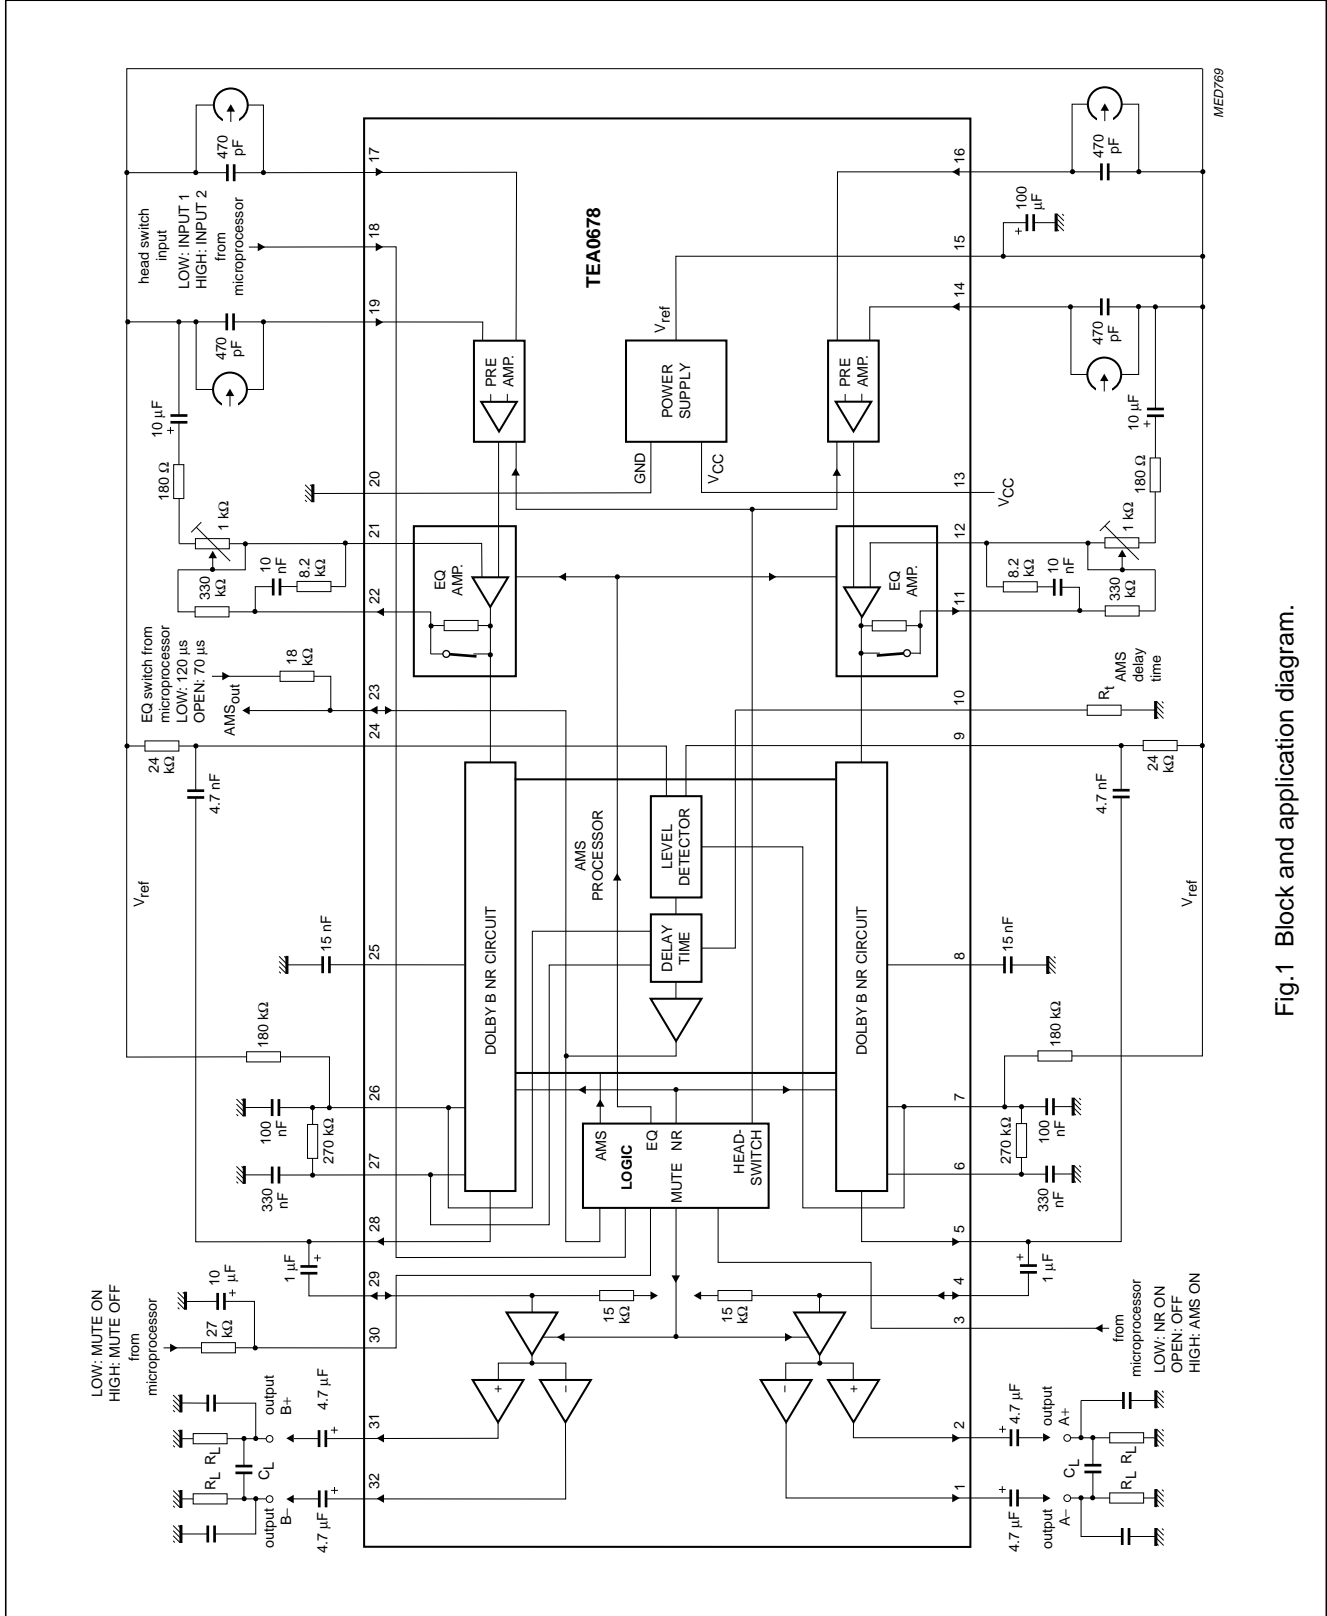 LOW: MUTE ON
HIGH: MUTE OFF
from
microprocessor
27
kΩ
10
µF
+
output
B−
output
B+
R_L
R_L
C_L
4.7 µF
+
4.7 µF
+
1 µF
+
330
nF
270 kΩ
100
nF
180 kΩ
15 nF
V_ref
4.7 nF
24
kΩ
EQ switch from
microprocessor
LOW: 120 µs
OPEN: 70 µs
AMS_out
18
kΩ
330
kΩ
10
nF
8.2
kΩ
1 kΩ
180 Ω
10 µF
+
470
pF
head switch
input
LOW: INPUT 1
HIGH: INPUT 2
from
microprocessor
470
pF
32
31
30
29
28
27
26
25
24
23
22
21
20
19
18
17
DOLBY B NR CIRCUIT
EQ
AMP.
PRE
AMP.
TEA0678
+
−
15
kΩ
15
kΩ
AMS
LOGIC
EQ
MUTE NR
HEAD-
SWITCH
DELAY
TIME
LEVEL
DETECTOR
AMS
PROCESSOR
GND
V_CC
POWER
SUPPLY
V_ref
−
+
DOLBY B NR CIRCUIT
EQ
AMP.
PRE
AMP.
1
2
3
4
5
6
7
8
9
10
11
12
13
14
15
16
4.7 µF
+
4.7 µF
+
output
A−
output
A+
R_L
R_L
C_L
from
microprocessor
LOW: NR ON
OPEN: OFF
HIGH: AMS ON
1 µF
+
330
nF
270 kΩ
100
nF
180 kΩ
15 nF
V_ref
4.7 nF
24
kΩ
R_t
AMS
delay
time
330
kΩ
10
nF
8.2
kΩ
1 kΩ
180 Ω
10 µF
+
V_CC
470
pF
100
µF
+
470
pF
MED769
Fig.1 Block and application diagram.